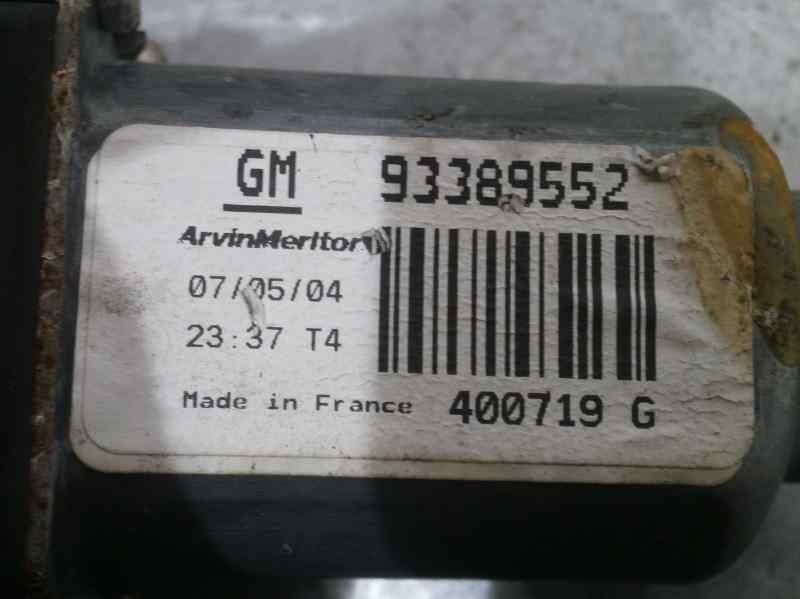 GM 93389552
ArvinMeritor
07/05/04
23:37 T4
Made in France 400719 G